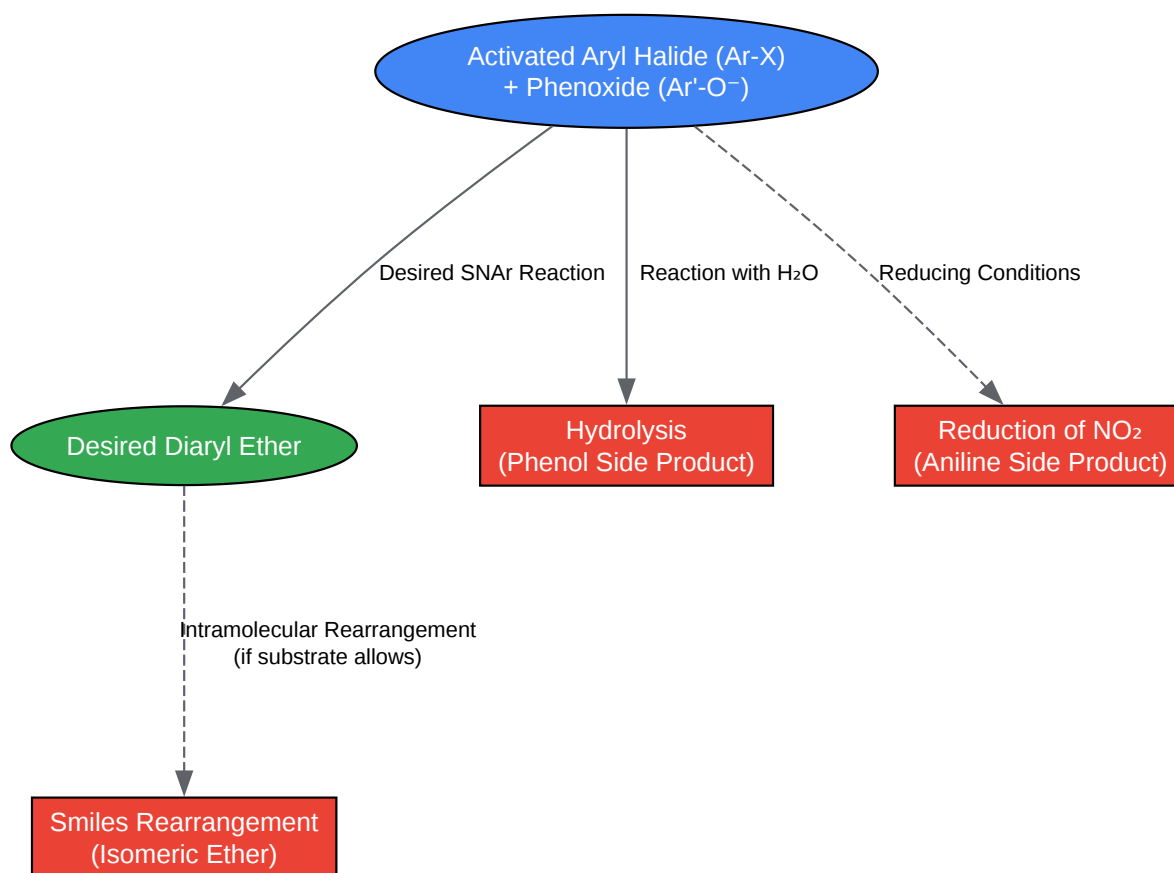 Activated Aryl Halide (Ar-X)
+ Phenoxide (Ar'-O⁻)
Desired SNAr Reaction
Reaction with H₂O
Reducing Conditions
Desired Diaryl Ether
Hydrolysis
(Phenol Side Product)
Reduction of NO₂
(Aniline Side Product)
Intramolecular Rearrangement
(if substrate allows)
Smiles Rearrangement
(Isomeric Ether)